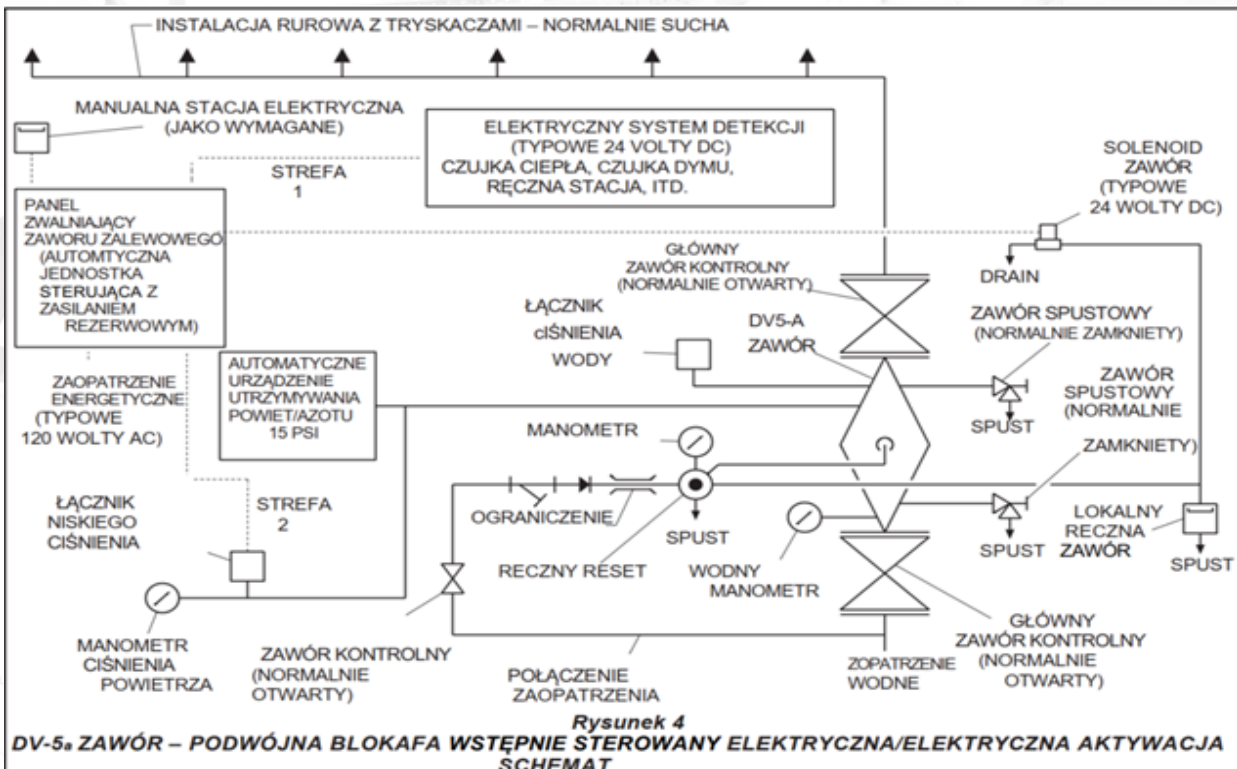 INSTALACJA RUROWA Z TRYSKACZAMI – NORMALNIE SUCHA
MANUALNA STACJA ELEKTRYCZNA
(JAKO WYMAGANE)
ELEKTRYCZNY SYSTEM DETEKCJI
(TYPOWE 24 VOLTY DC)
CZUJKA CIEPŁA, CZUJKA DYMU,
RĘCZNA STACJA, ITD.
STREFA
1
SOLENOID
ZAWÓR
(TYPOWE
24 WOLTY DC)
PANEL
ZWALNIAJĄCY
ZAWORU ZALEWOWEGÓ
(AUTOMTYCZNA
JEDNOSTKA
STERUJĄCA Z
ZASILANIEM
REZERWOWYM)
GŁÓWNY
ZAWÓR KONTROLNY
(NORMALNIE OTWARTY)
DRAIN
ŁĄCZNIK
cIŚNIENIA
WODY
DV5-A
ZAWÓR
ZAWÓR SPUSTOWY
(NORMALNIE ZAMKNIETY)
AUTOMATYCZNE
URZĄDZENIE
UTRZYMYWANIA
POWIET/AZOTU
15 PSI
ZAOPATRZENIE
ENERGETYCZNE
(TYPOWE
120 WOLTY AC)
ZAWÓR
SPUSTOWY
(NORMALNIE
SPUST
MANOMETR
ZAMKNIETY)
ŁĄCZNIK
NISKIEGO
CIŚNIENIA
STREFA
2
OGRANICZENIE
SPUST
LOKALNY
RECZNA
ZAWÓR
SPUST
SPUST
RECZNY RESET
WODNY
MANOMETR
MANOMETR
CIŚNIENIA
POWIETRZA
ZAWÓR KONTROLNY
(NORMALNIE
OTWARTY)
POŁĄCZENIE
ZAOPATRZENIA
ZOPATRZENIE
WODNE
GŁÓWNY
ZAWÓR KONTROLNY
(NORMALNIE
OTWARTY)
Rysunek 4
DV-5a ZAWÓR – PODWÓJNA BLOKAFA WSTĘPNIE STEROWANY ELEKTRYCZNA/ELEKTRYCZNA AKTYWACJA
SCHEMAT